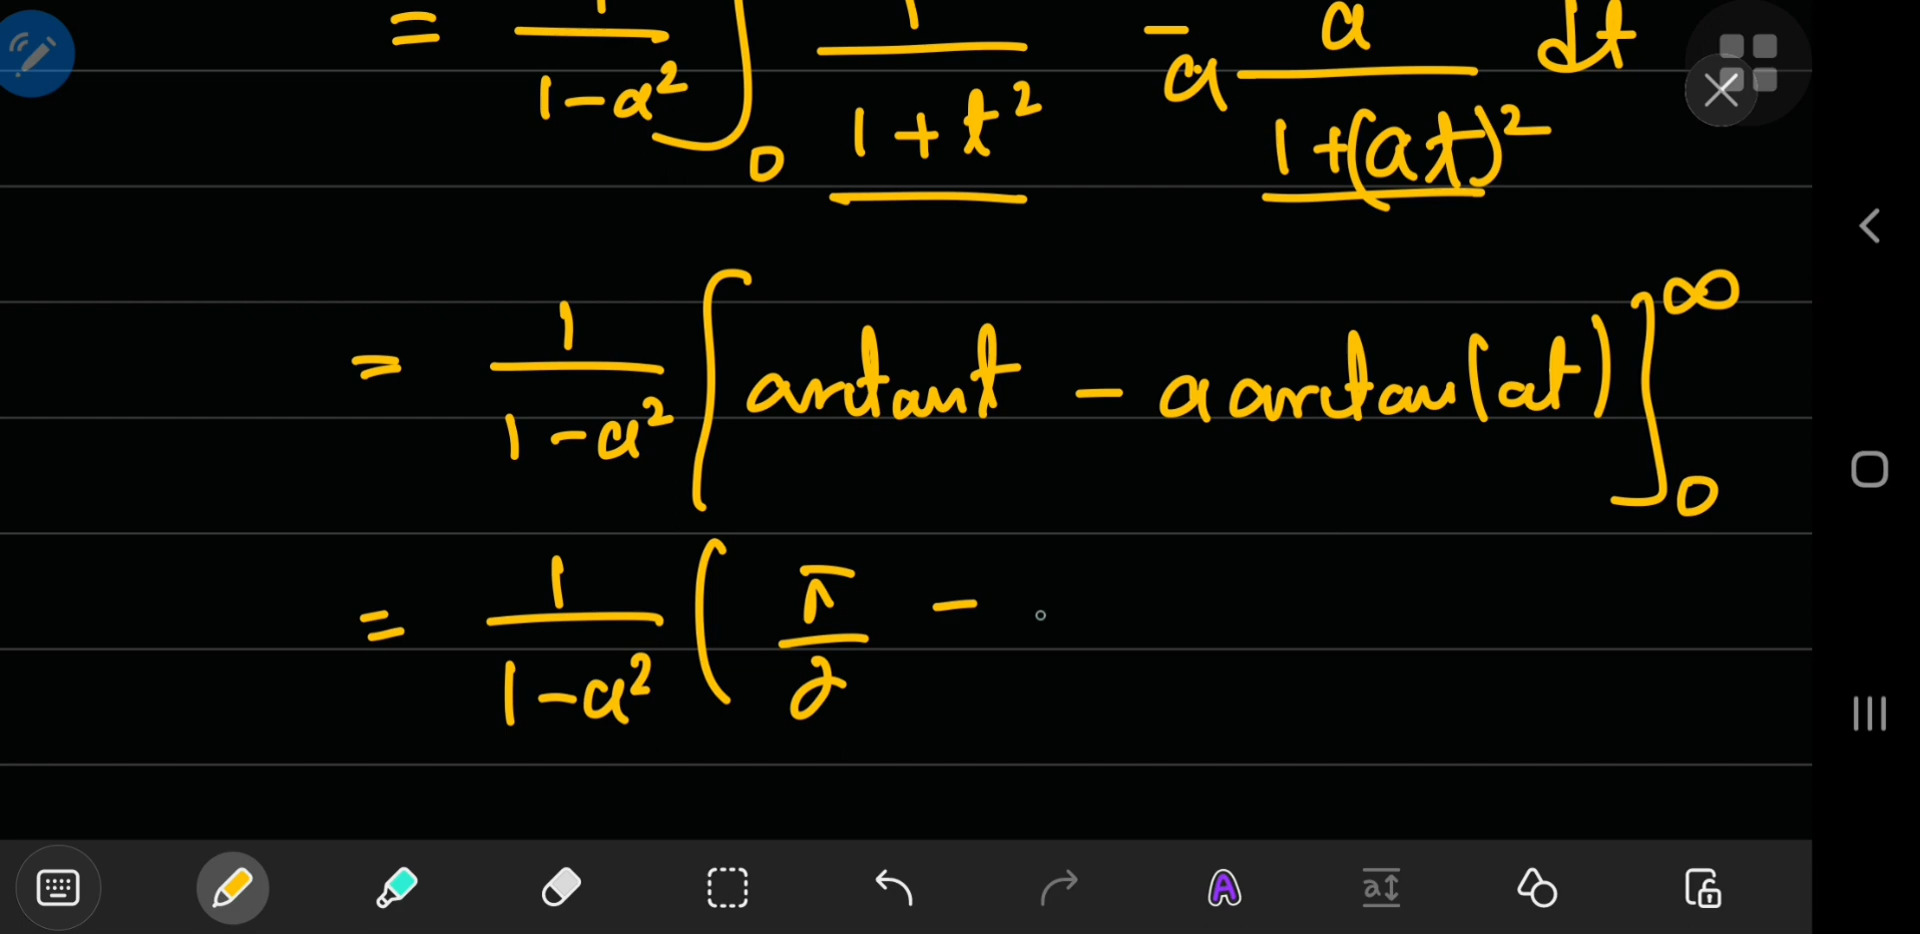 = 1/(1-a²) ∫₀ 1/(1+t²) - a a/(1+(at)²) dt
= 1/(1-a²) [arctant - a arctan(at)]₀^∞
= 1/(1-a²) (π/2 -